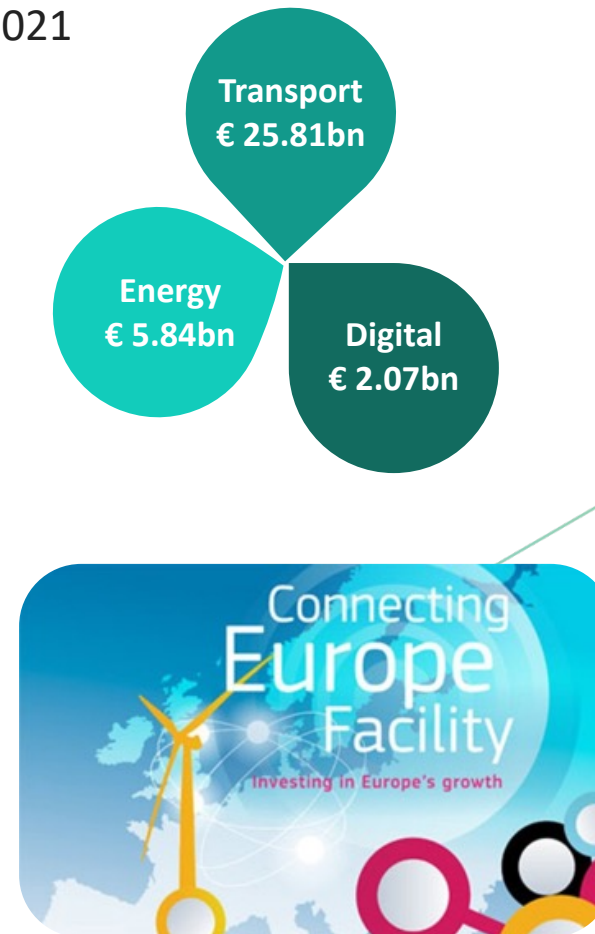 021
Transport
€ 25.81bn
Energy
€ 5.84bn
Digital
€ 2.07bn
Connecting
Europe
Facility
Investing in Europe's growth